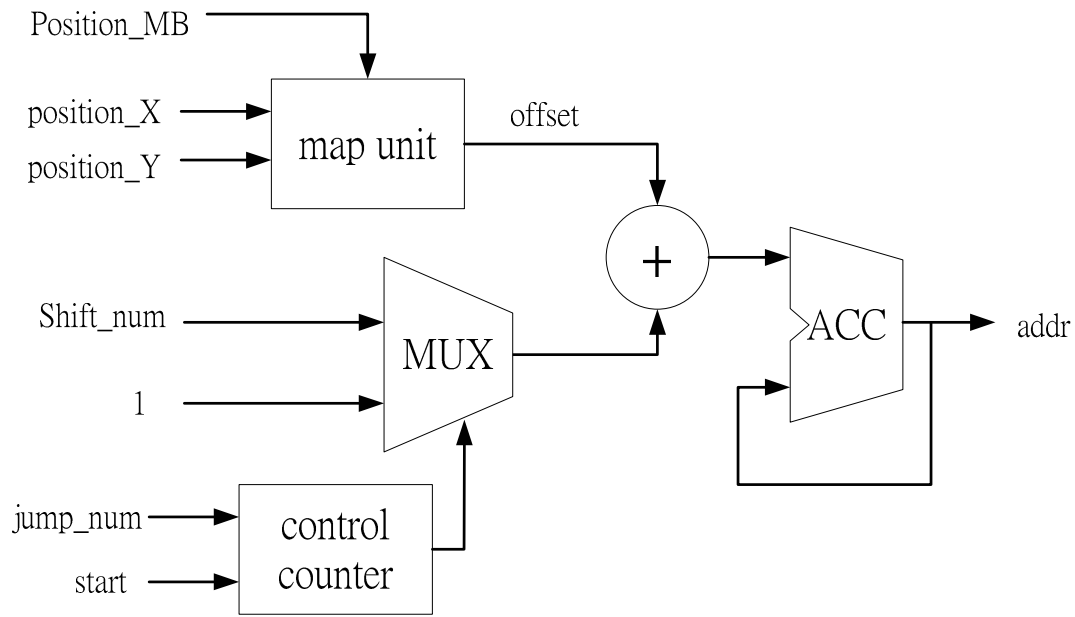 Position_MB
position_X
position_Y
map unit
offset
+
Shift_num
1
MUX
ACC
addr
jump_num
start
control
counter